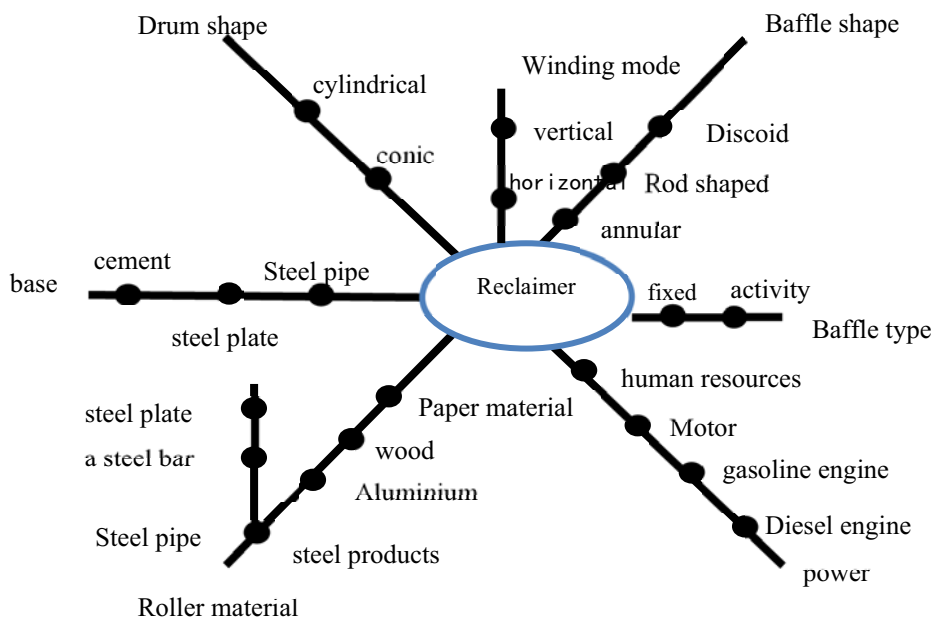 Drum shape
Baffle shape
Winding mode
cylindrical
vertical
Discoid
conic
horizontal
Rod shaped
annular
cement
Steel pipe
base
Reclaimer
fixed
activity
steel plate
Baffle type
human resources
steel plate
Paper material
Motor
a steel bar
wood
gasoline engine
Aluminium
Steel pipe
steel products
Diesel engine
power
Roller material